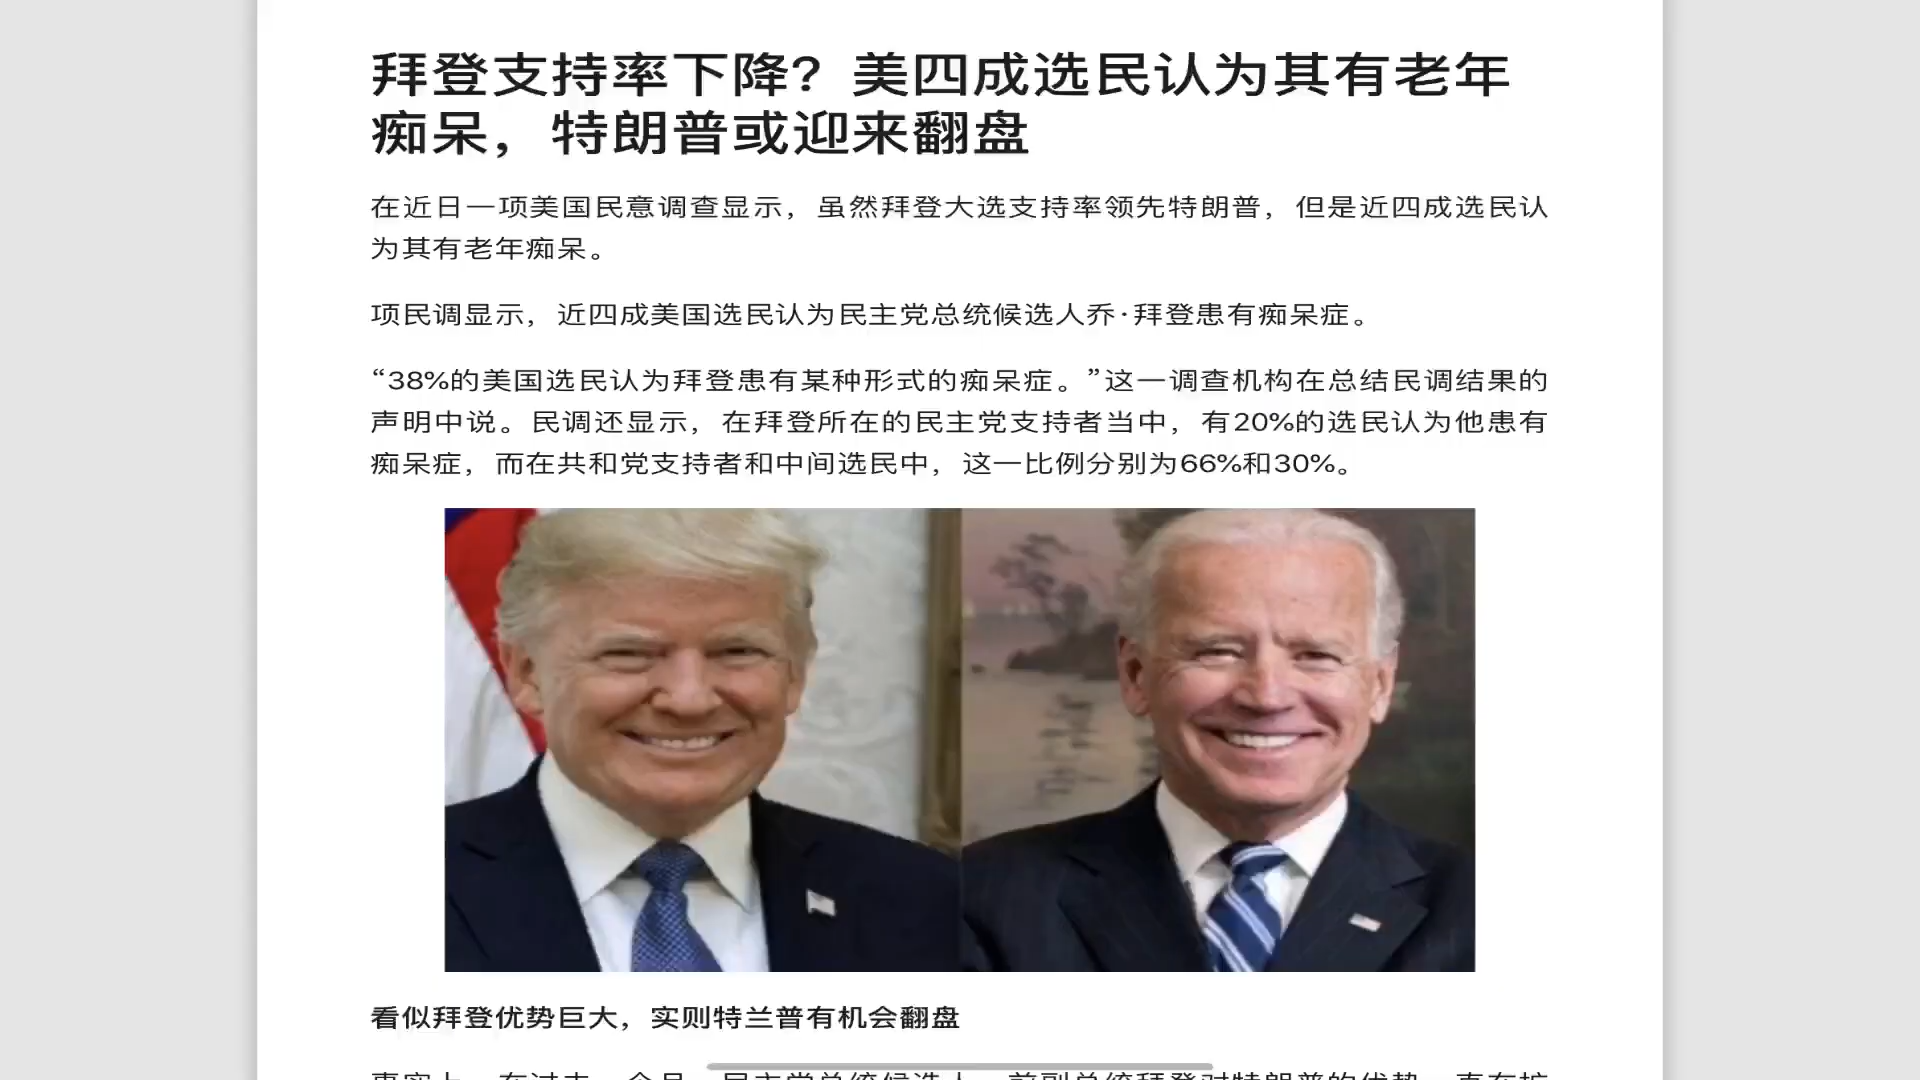 拜登支持率下降？美四成选民认为其有老年
痴呆，特朗普或迎来翻盘
在近日一项美国民意调查显示，虽然拜登大选支持率领先特朗普，但是近四成选民认
为其有老年痴呆。
项民调显示，近四成美国选民认为民主党总统候选人乔·拜登患有痴呆症。
“38%的美国选民认为拜登患有某种形式的痴呆症。”这一调查机构在总结民调结果的
声明中说。民调还显示，在拜登所在的民主党支持者当中，有20%的选民认为他患有
痴呆症，而在共和党支持者和中间选民中，这一比例分别为66%和30%。
看似拜登优势巨大，实则特兰普有机会翻盘